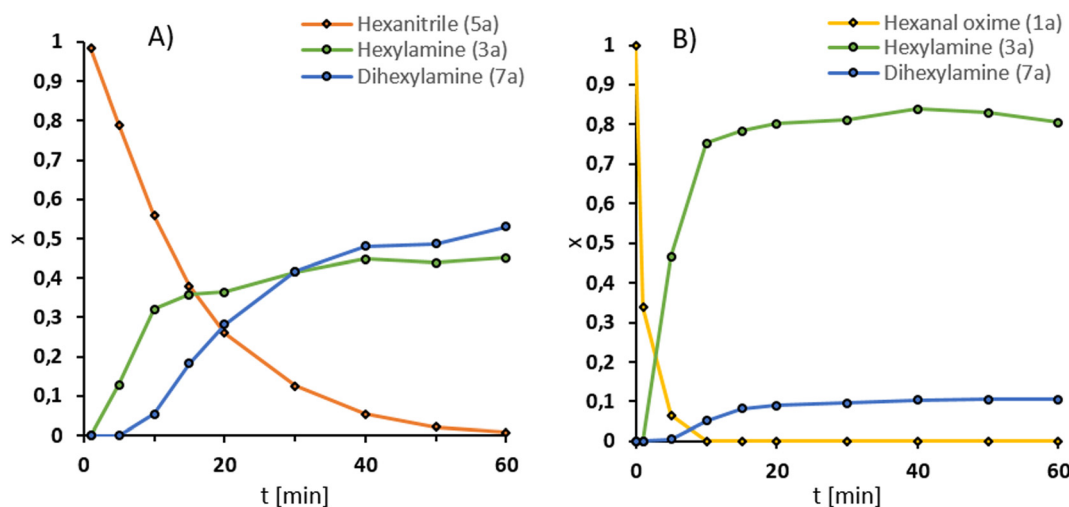 A)
Hexanitrile (5a)
Hexylamine (3a)
Dihexylamine (7a)
1
0,9
0,8
0,7
0,6
0,5
0,4
0,3
0,2
0,1
0
x
0 20 40 60
t [min]
B)
Hexanal oxime (1a)
Hexylamine (3a)
Dihexylamine (7a)
1
0,9
0,8
0,7
0,6
0,5
0,4
0,3
0,2
0,1
0
x
0 20 40 60
t [min]